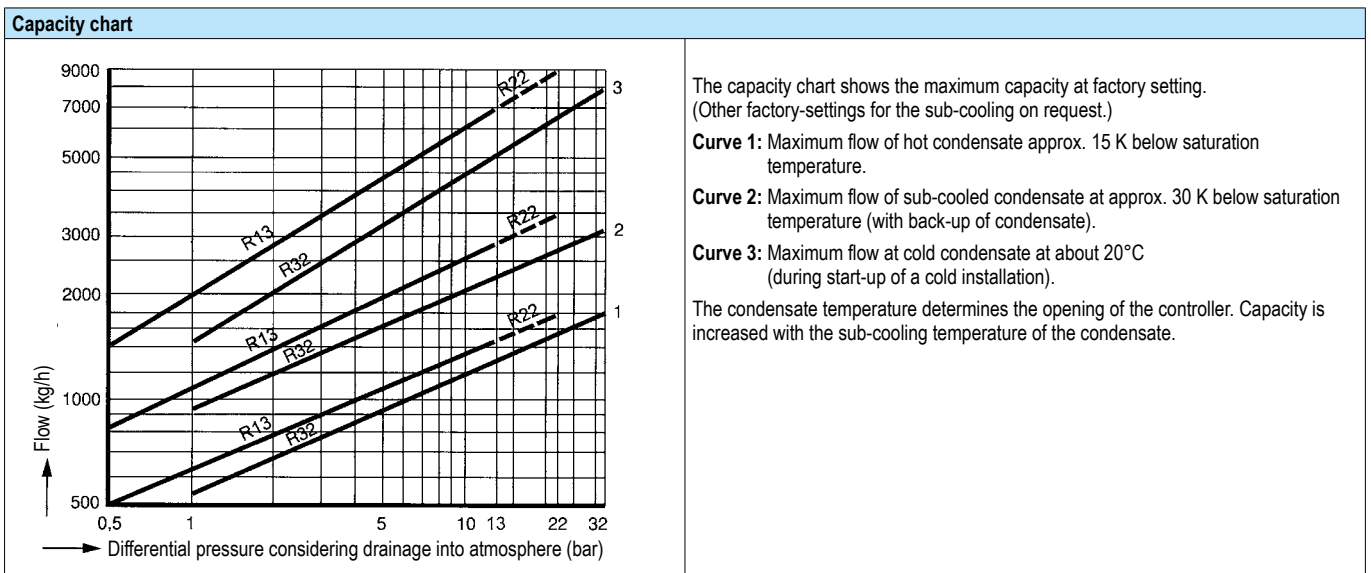 Capacity chart
9000
7000
5000
3000
2000
1000
500
Flow (kg/h)
0,5
1
5
10
13
22
32
Differential pressure considering drainage into atmosphere (bar)
R13
R22
R32
3
R13
R22
R32
2
R13
R22
R32
1
The capacity chart shows the maximum capacity at factory setting.
(Other factory-settings for the sub-cooling on request.)
Curve 1: Maximum flow of hot condensate approx. 15 K below saturation
temperature.
Curve 2: Maximum flow of sub-cooled condensate at approx. 30 K below saturation
temperature (with back-up of condensate).
Curve 3: Maximum flow at cold condensate at about 20°C
(during start-up of a cold installation).
The condensate temperature determines the opening of the controller. Capacity is
increased with the sub-cooling temperature of the condensate.